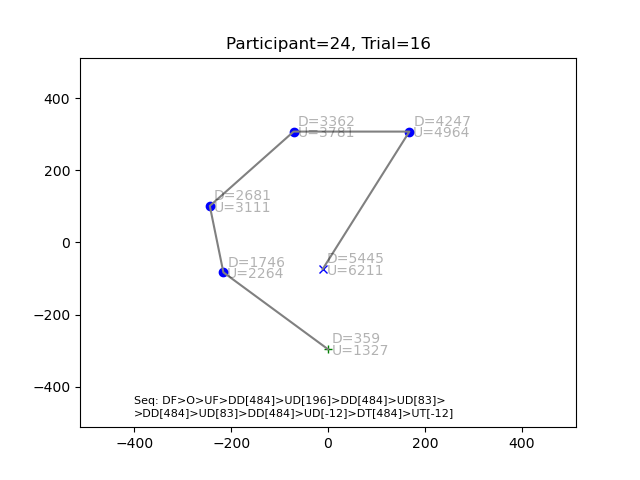 Participant=24, Trial=16
D=3362
U=3781
D=4247
U=4964
D=2681
U=3111
D=1746
U=2264
D=5445
U=6211
D=359
U=1327
Seq: DF>O>UF>DD[484]>UD[196]>DD[484]>UD[83]>
>DD[484]>UD[83]>DD[484]>UD[-12]>DT[484]>UT[-12]
400
200
0
−200
−400
−400 −200 0 200 400